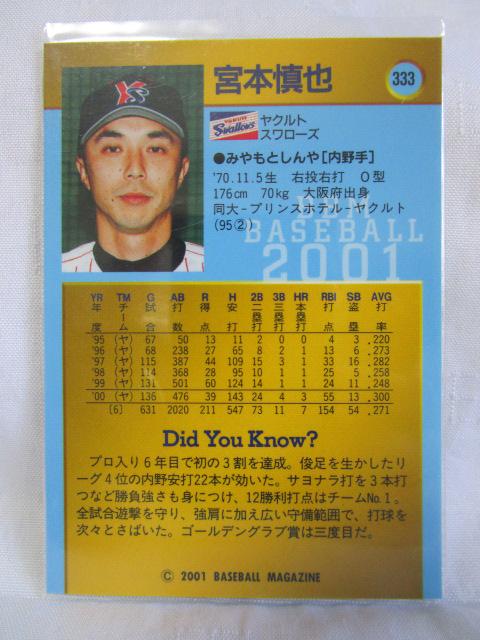 YS
宮本慎也
333
YAKULT
Swallows
ヤクルト
スワローズ
●みやもとしんや[内野手]
'70.11.5生 右投右打 O型
176cm 70kg 大阪府出身
同大-プリンスホテル-ヤクルト
(95②)
BBM
BASEBALL
2001
YR TM G AB R H 2B 3B HR RBI SB AVG
年度 チーム 試合 打数 得点 安打 二塁打 三塁打 本塁打 打点 盗塁 打率
'95 (ヤ) 67 50 13 11 2 0 0 4 3 .220
'96 (ヤ) 68 238 27 65 8 2 1 13 6 .273
'97 (ヤ) 115 387 44 109 15 3 1 33 16 .282
'98 (ヤ) 114 368 28 95 10 1 1 25 5 .258
'99 (ヤ) 131 501 60 124 14 1 1 24 11 .248
'00 (ヤ) 136 476 39 143 24 4 3 55 13 .300
[6] 631 2020 211 547 73 11 7 154 54 .271
Did You Know?
プロ入り6年目で初の3割を達成。俊足を生かしたリ
ーグ4位の内野安打22本が効いた。サヨナラ打を3本打
つなど勝負強さも身につけ、12勝利打点はチームNo.1。
全試合遊撃を守り、強肩に加え広い守備範囲で、打球を
次々とさばいた。ゴールデングラブ賞は三度目だ。
© 2001 BASEBALL MAGAZINE